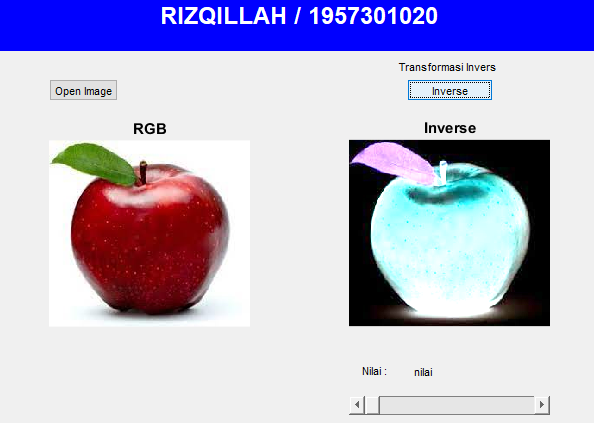 RIZQILLAH / 1957301020
Transformasi Invers
Open Image
Inverse
RGB
Inverse
Nilai :
nilai